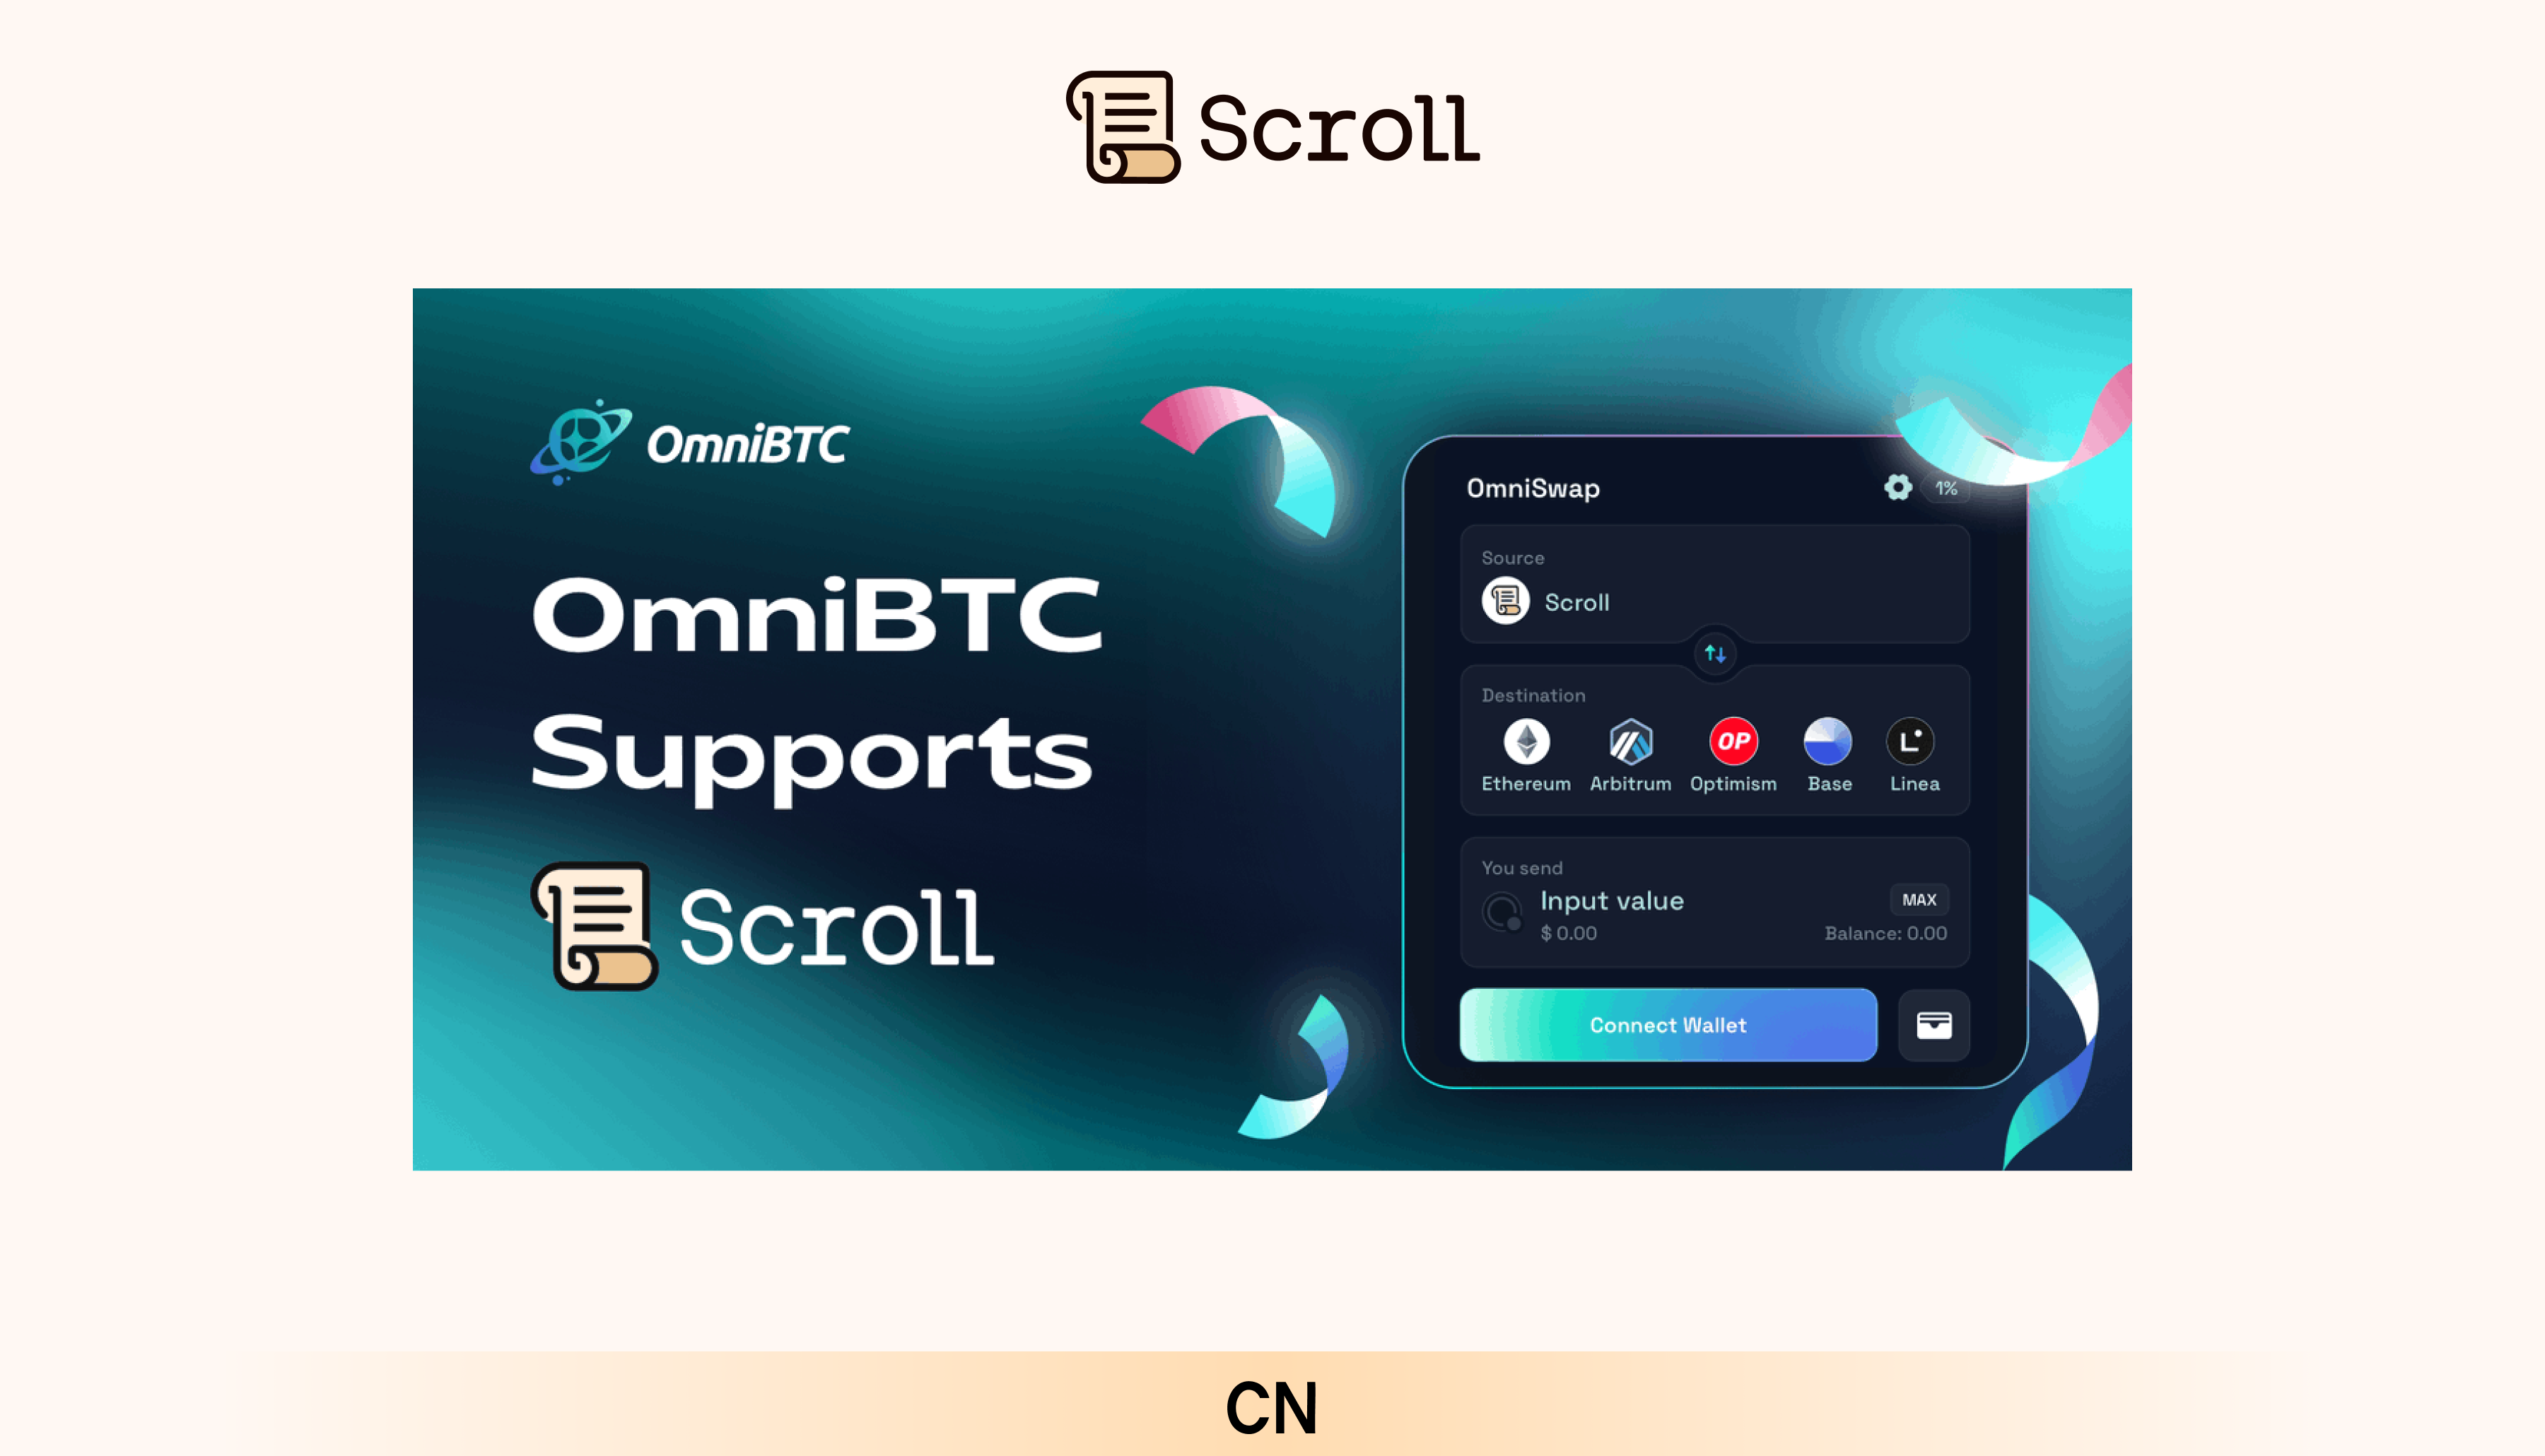 Scroll
OmniBTC
OmniBTC
Supports
Scroll
OmniSwap
1%
Source
Scroll
Destination
OP
Ethereum Arbitrum Optimism Base Linea
You send
Input value
MAX
$ 0.00
Balance: 0.00
Connect Wallet
CN